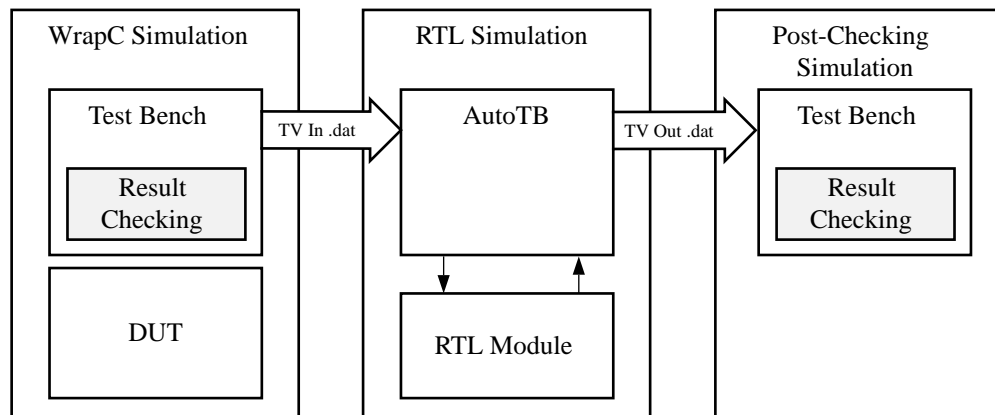 WrapC Simulation
Test Bench
Result
Checking
DUT
TV In .dat
RTL Simulation
AutoTB
RTL Module
TV Out .dat
Post-Checking
Simulation
Test Bench
Result
Checking